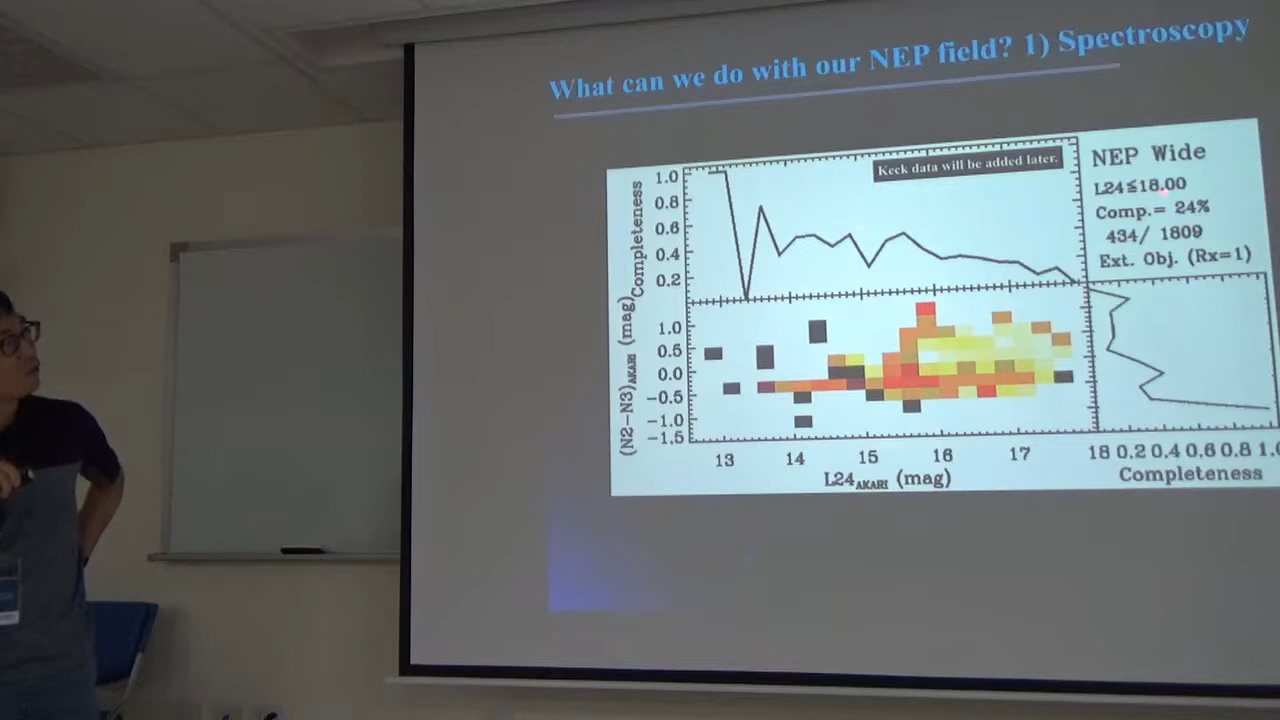 What can we do with our NEP field? 1) Spectroscopy
Keck data will be added later.
NEP Wide
L24≦18.00
Comp.= 24%
434/ 1809
Ext. Obj. (Rx=1)
Completeness
1.0
0.8
0.6
0.4
0.2
(N2-N3)AKARI (mag)
1.0
0.5
0.0
-0.5
-1.0
-1.5
13 14 15 16 17 18 0.2 0.4 0.6 0.8 1.0
L24AKARI (mag)
Completeness